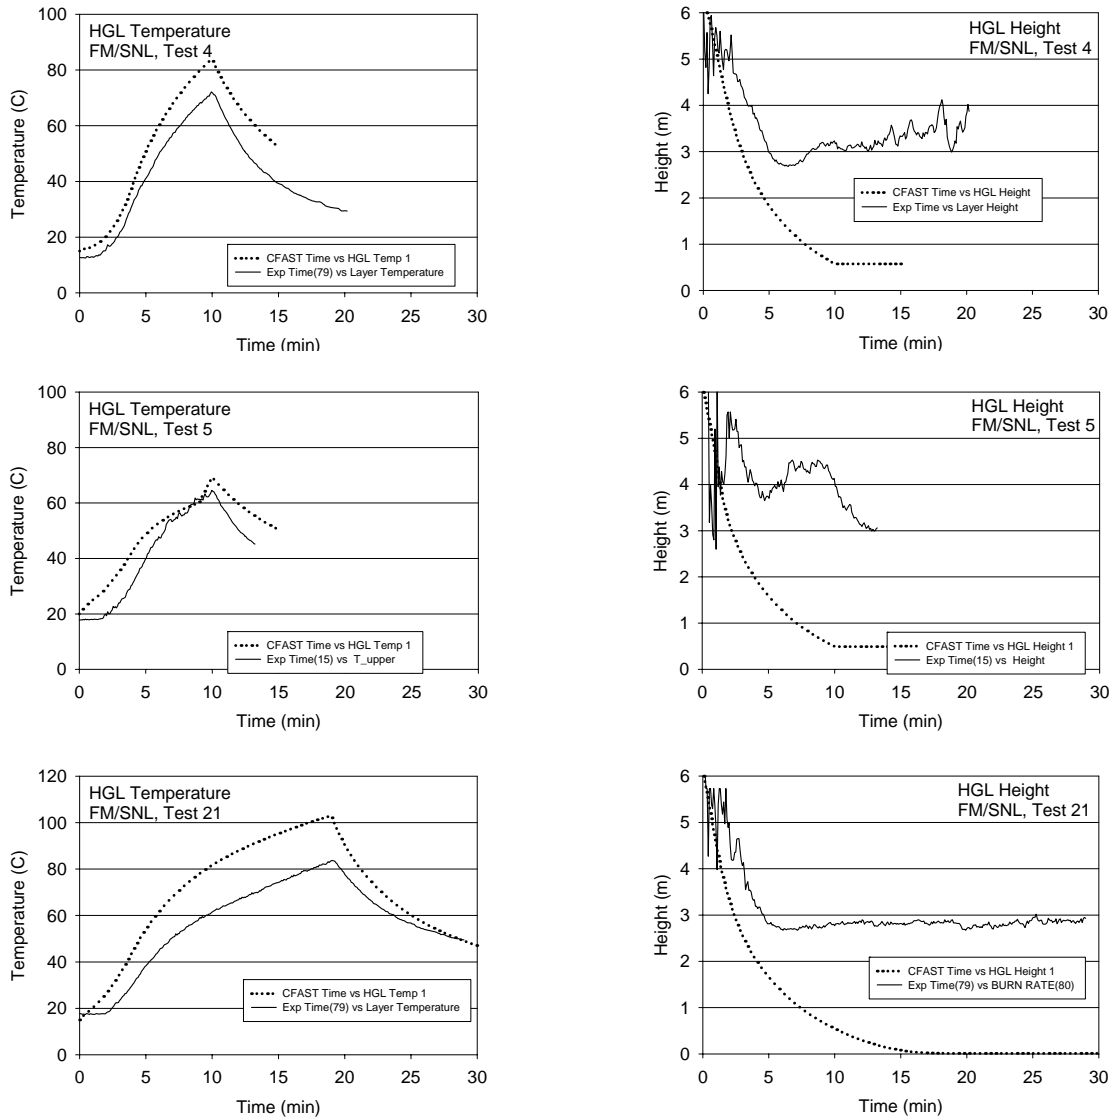 HGL Temperature
FM/SNL, Test 4
100
80
60
40
20
0
Temperature (C)
0 5 10 15 20 25 30
Time (min)
CFAST Time vs HGL Temp 1
Exp Time(79) vs Layer Temperature
HGL Height
FM/SNL, Test 4
6
5
4
3
2
1
0
Height (m)
0 5 10 15 20 25 30
Time (min)
CFAST Time vs HGL Height
Exp Time vs Layer Height
HGL Temperature
FM/SNL, Test 5
100
80
60
40
20
0
Temperature (C)
0 5 10 15 20 25 30
Time (min)
CFAST Time vs HGL Temp 1
Exp Time(15) vs T_upper
HGL Height
FM/SNL, Test 5
6
5
4
3
2
1
0
Height (m)
0 5 10 15 20 25 30
Time (min)
CFAST Time vs HGL Height 1
Exp Time(15) vs Height
HGL Temperature
FM/SNL, Test 21
120
100
80
60
40
20
0
Temperature (C)
0 5 10 15 20 25 30
Time (min)
CFAST Time vs HGL Temp 1
Exp Time(79) vs Layer Temperature
HGL Height
FM/SNL, Test 21
6
5
4
3
2
1
0
Height (m)
0 5 10 15 20 25 30
Time (min)
CFAST Time vs HGL Height 1
Exp Time(79) vs BURN RATE(80)